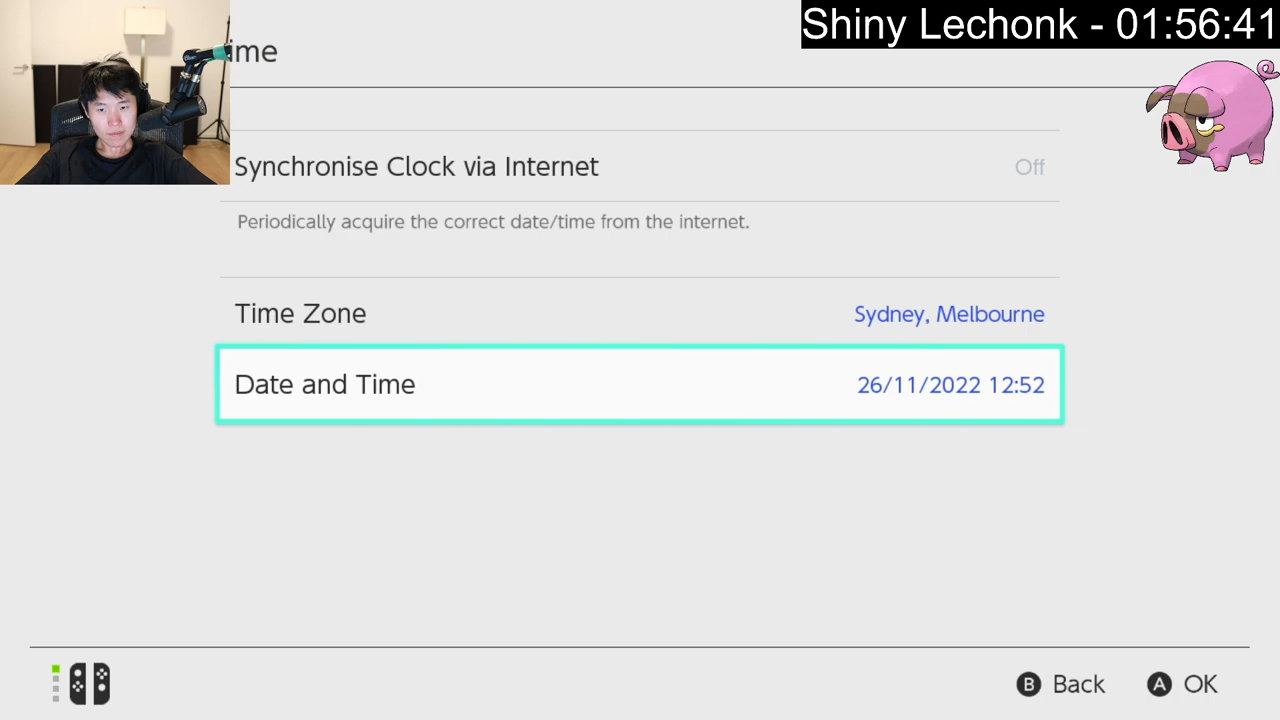 Shiny Lechonk - 01:56:41
ime
Synchronise Clock via Internet Off
Periodically acquire the correct date/time from the internet.
Time Zone Sydney, Melbourne
Date and Time 26/11/2022 12:52
B Back A OK